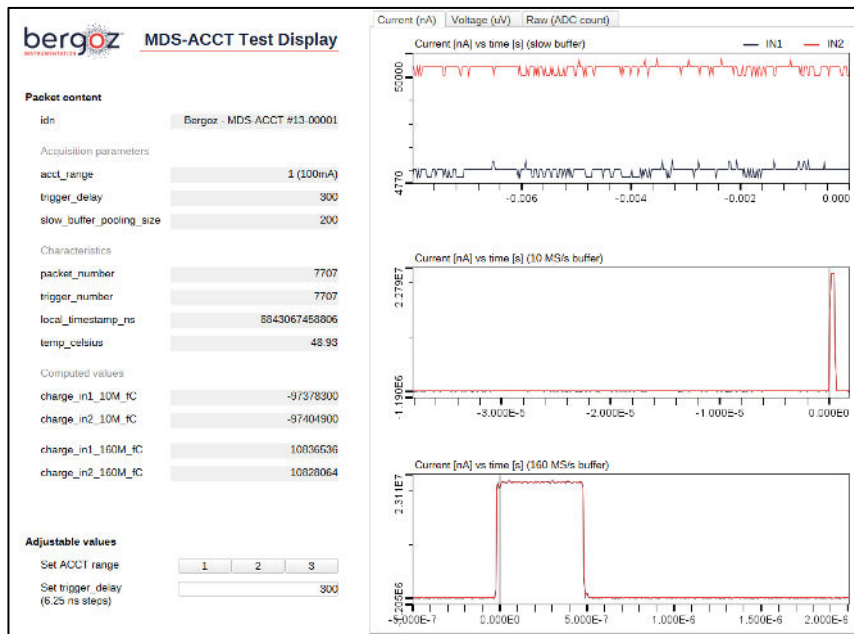 bergoz
INSTRUMENTATION
MDS-ACCT Test Display
Packet content
idn Bergoz - MDS-ACCT #13-00001
Acquisition parameters
acct_range 1 (100mA)
trigger_delay 300
slow_buffer_pooling_size 200
Characteristics
packet_number 7707
trigger_number 7707
local_timestamp_ns 8843067458806
temp_celsius 48.93
Computed values
charge_in1_10M_fC -97378300
charge_in2_10M_fC -97404900
charge_in1_160M_fC 10836536
charge_in2_160M_fC 10828064
Adjustable values
Set ACCT range 1 2 3
Set trigger_delay 300
(6.25 ns steps)
Current (nA) Voltage (uV) Raw (ADC count)
Current [nA] vs time [s] (slow buffer) IN1 IN2
4770
-0.006 -0.004 -0.002 0.000
Current [nA] vs time [s] (10 MS/s buffer)
2.279E7
-1.190E6
-3.000E-5 -2.000E-5 -1.000E-5 0.000E0
Current [nA] vs time [s] (160 MS/s buffer)
2.311E7
-5.000E-7 0.000E0 5.000E-7 1.000E-6 1.500E-6